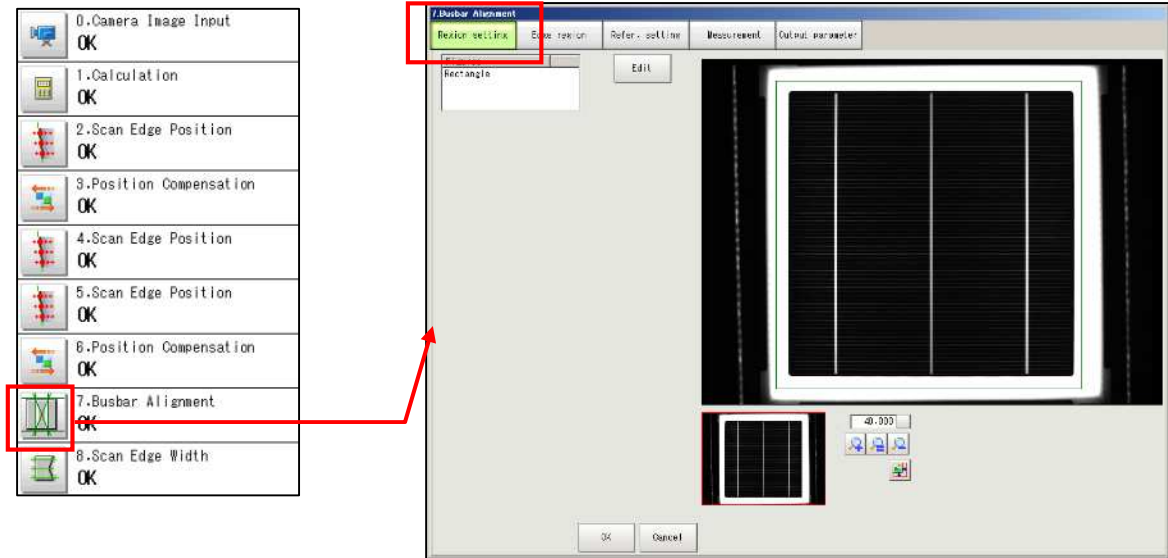 0.Camera Image Input
OK
1.Calculation
OK
2.Scan Edge Position
OK
3.Position Compensation
OK
4.Scan Edge Position
OK
5.Scan Edge Position
OK
6.Position Compensation
OK
7.Busbar Alignment
OK
8.Scan Edge Width
OK
7.Busbar Alignment
Region setting Edge region Refer. setting Measurement Output parameter
Rectangle
Edit
OK Cancel